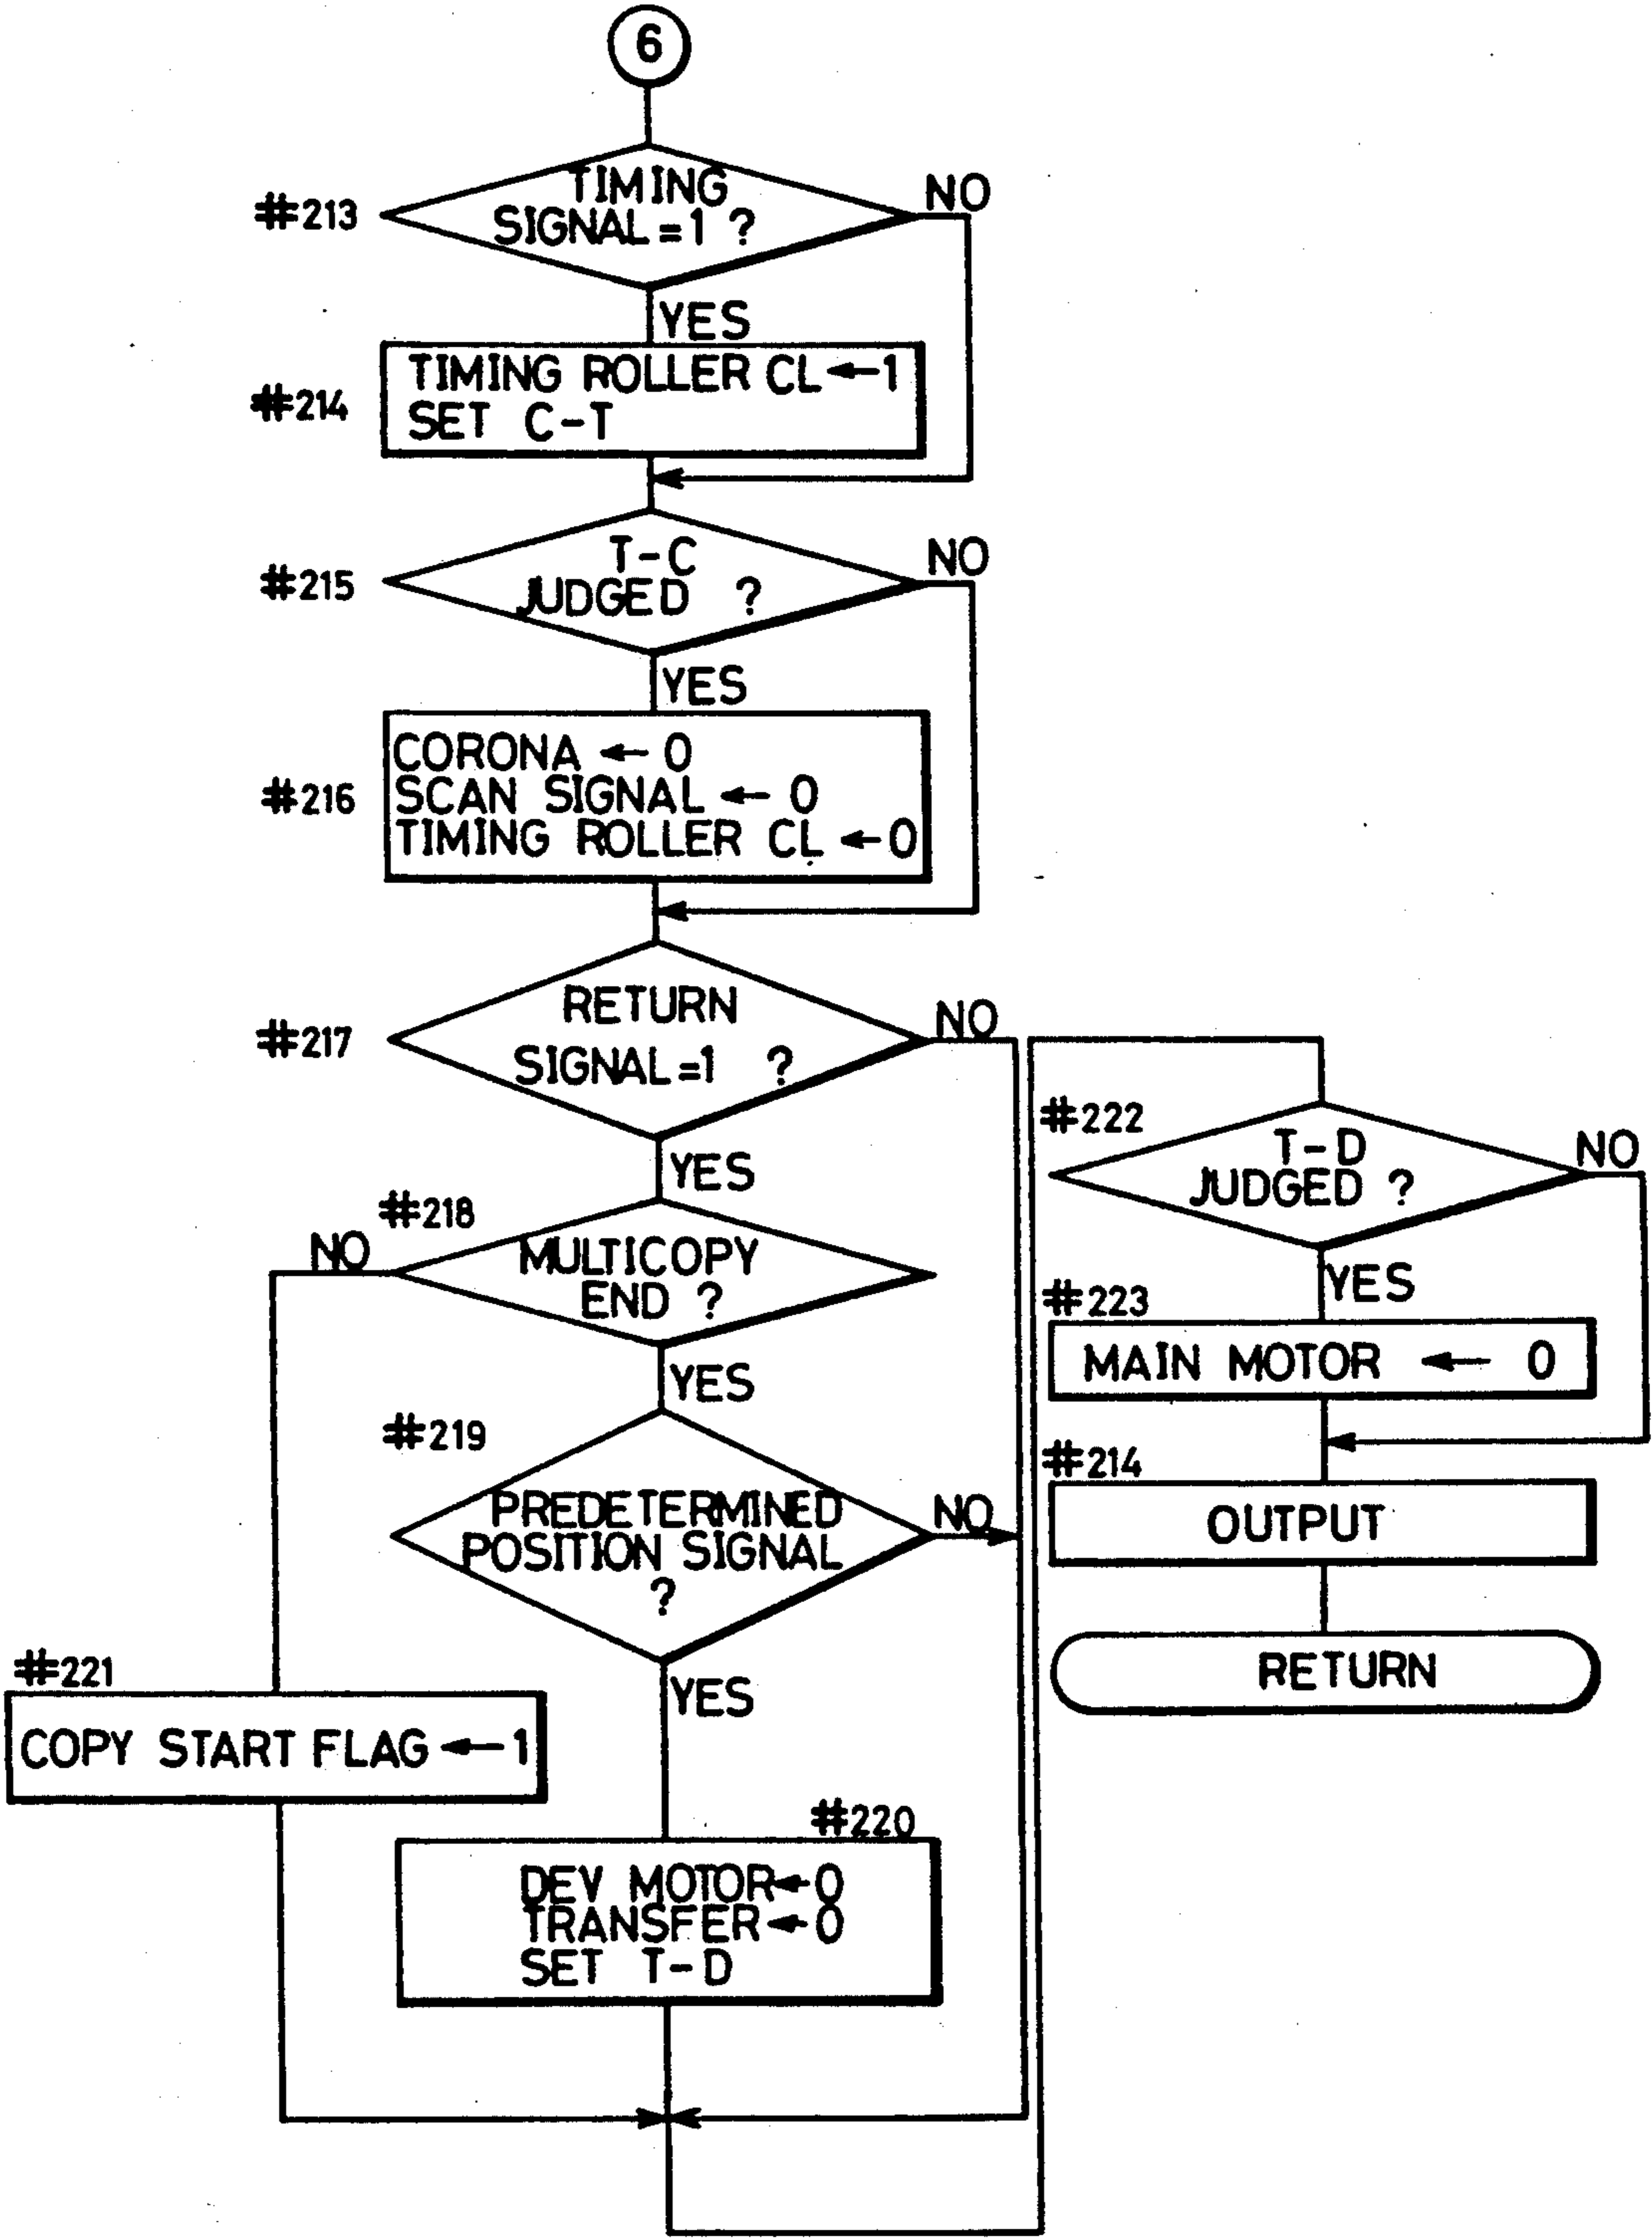 6
#213
TIMING
SIGNAL=1 ?
NO
YES
#214
TIMING ROLLER CL←1
SET C-T
#215
T-C
JUDGED ?
NO
YES
#216
CORONA ← 0
SCAN SIGNAL ← 0
TIMING ROLLER CL ←0
#217
RETURN
SIGNAL=1 ?
NO
YES
#218
MULTICOPY
END ?
NO
YES
#219
PREDETERMINED
POSITION SIGNAL
?
NO
YES
#221
COPY START FLAG ←1
#220
DEV MOTOR←0
TRANSFER←0
SET T-D
#222
T-D
JUDGED ?
NO
YES
#223
MAIN MOTOR ← 0
#214
OUTPUT
RETURN